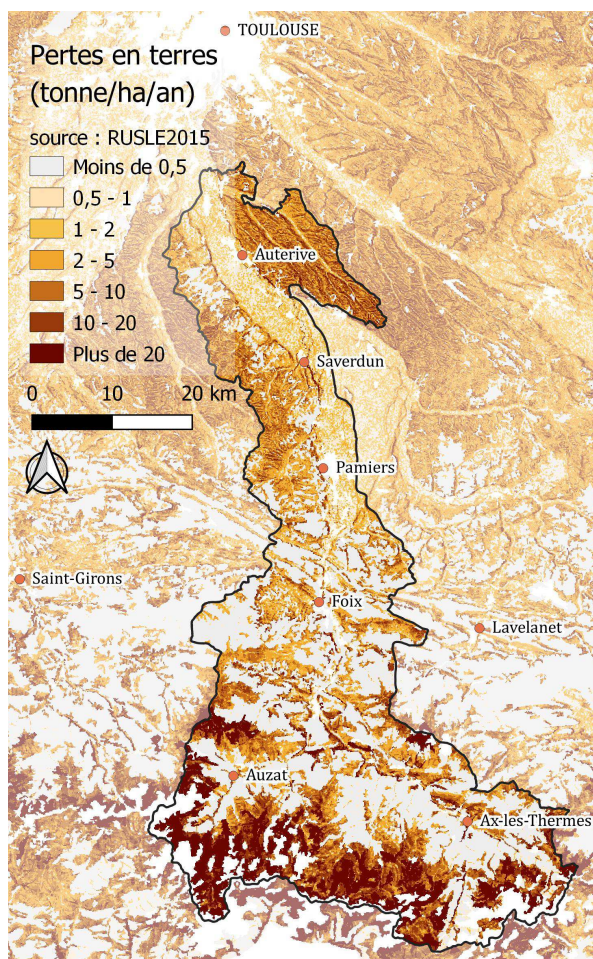 TOULOUSE
Pertes en terres
(tonne/ha/an)
source : RUSLE2015
Moins de 0,5
0,5 - 1
1 - 2
2 - 5
5 - 10
10 - 20
Plus de 20
0 10 20 km
Auterive
Saverdun
Pamiers
Saint-Girons
Foix
Lavelanet
Auzat
Ax-les-Thermes